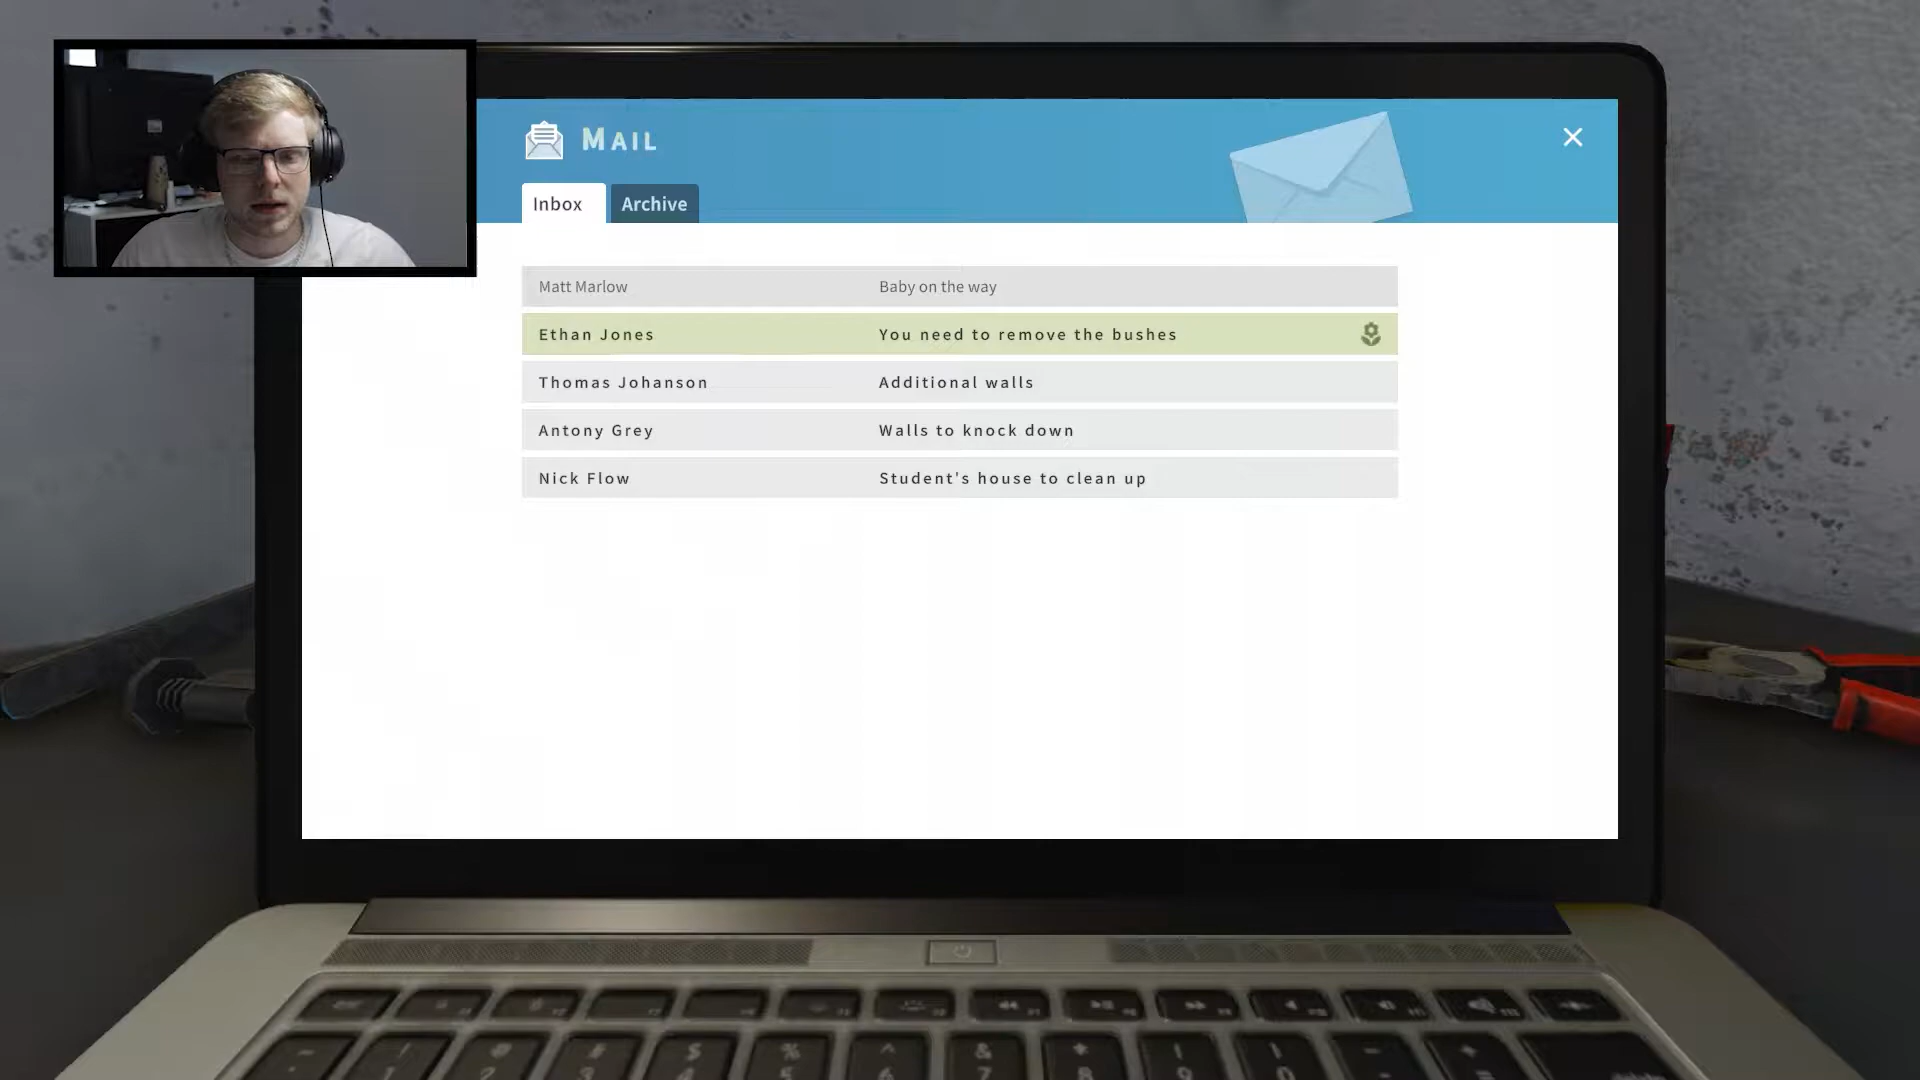 MAIL
Inbox Archive
Matt Marlow Baby on the way
Ethan Jones You need to remove the bushes
Thomas Johanson Additional walls
Antony Grey Walls to knock down
Nick Flow Student's house to clean up